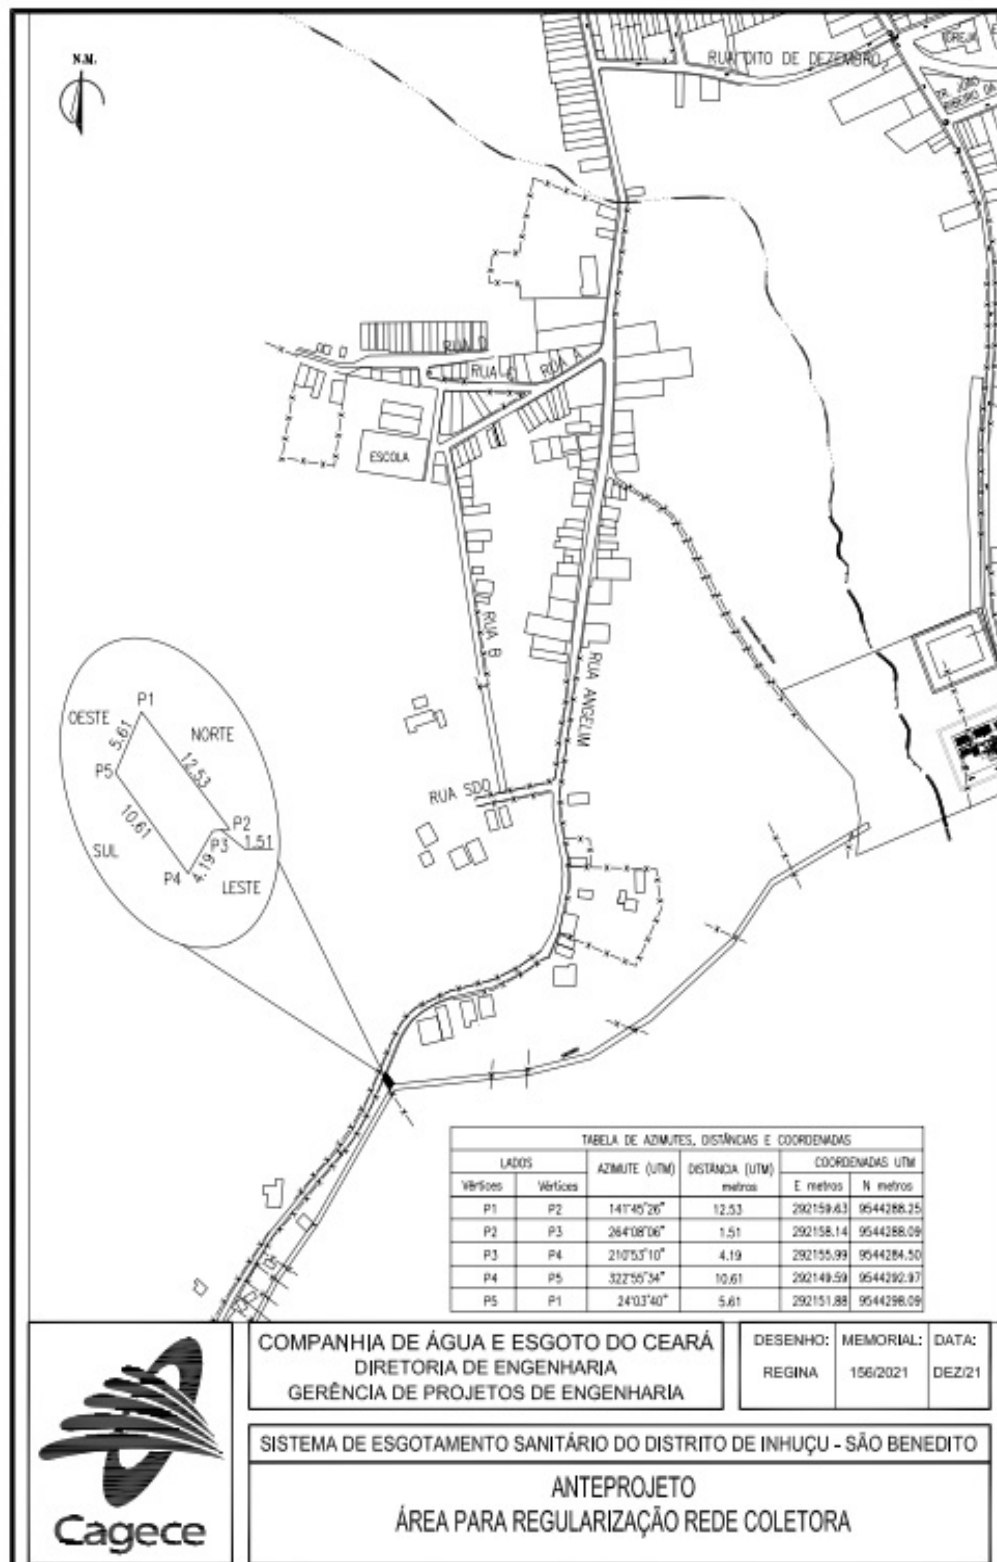 N.M.
RUA OITO DE DEZEMBRO
IGREJA
RUA D
RUA C
RUA A
ESCOLA
RUA B
RUA ANGELIM
RUA SDO
OESTE
P1
NORTE
5.61
12.53
P5
10.61
P2
P3
1.51
SUL
4.19
P4
LESTE
TABELA DE AZIMUTES, DISTÂNCIAS E COORDENADAS
LADOS AZIMUTE (UTM) DISTÂNCIA (UTM) metros COORDENADAS UTM
Vértices Vértices E metros N metros
P1 P2 141°45'26" 12.53 292159.63 9544288.25
P2 P3 264°08'06" 1.51 292158.14 9544288.09
P3 P4 210°53'10" 4.19 292155.99 9544284.50
P4 P5 322°55'34" 10.61 292149.59 9544292.97
P5 P1 24°03'40" 5.61 292151.88 9544298.09
COMPANHIA DE ÁGUA E ESGOTO DO CEARÁ
DIRETORIA DE ENGENHARIA
GERÊNCIA DE PROJETOS DE ENGENHARIA
DESENHO: MEMORIAL: DATA:
REGINA 156/2021 DEZ/21
SISTEMA DE ESGOTAMENTO SANITÁRIO DO DISTRITO DE INHUÇU - SÃO BENEDITO
ANTEPROJETO
ÁREA PARA REGULARIZAÇÃO REDE COLETORA
Cagece